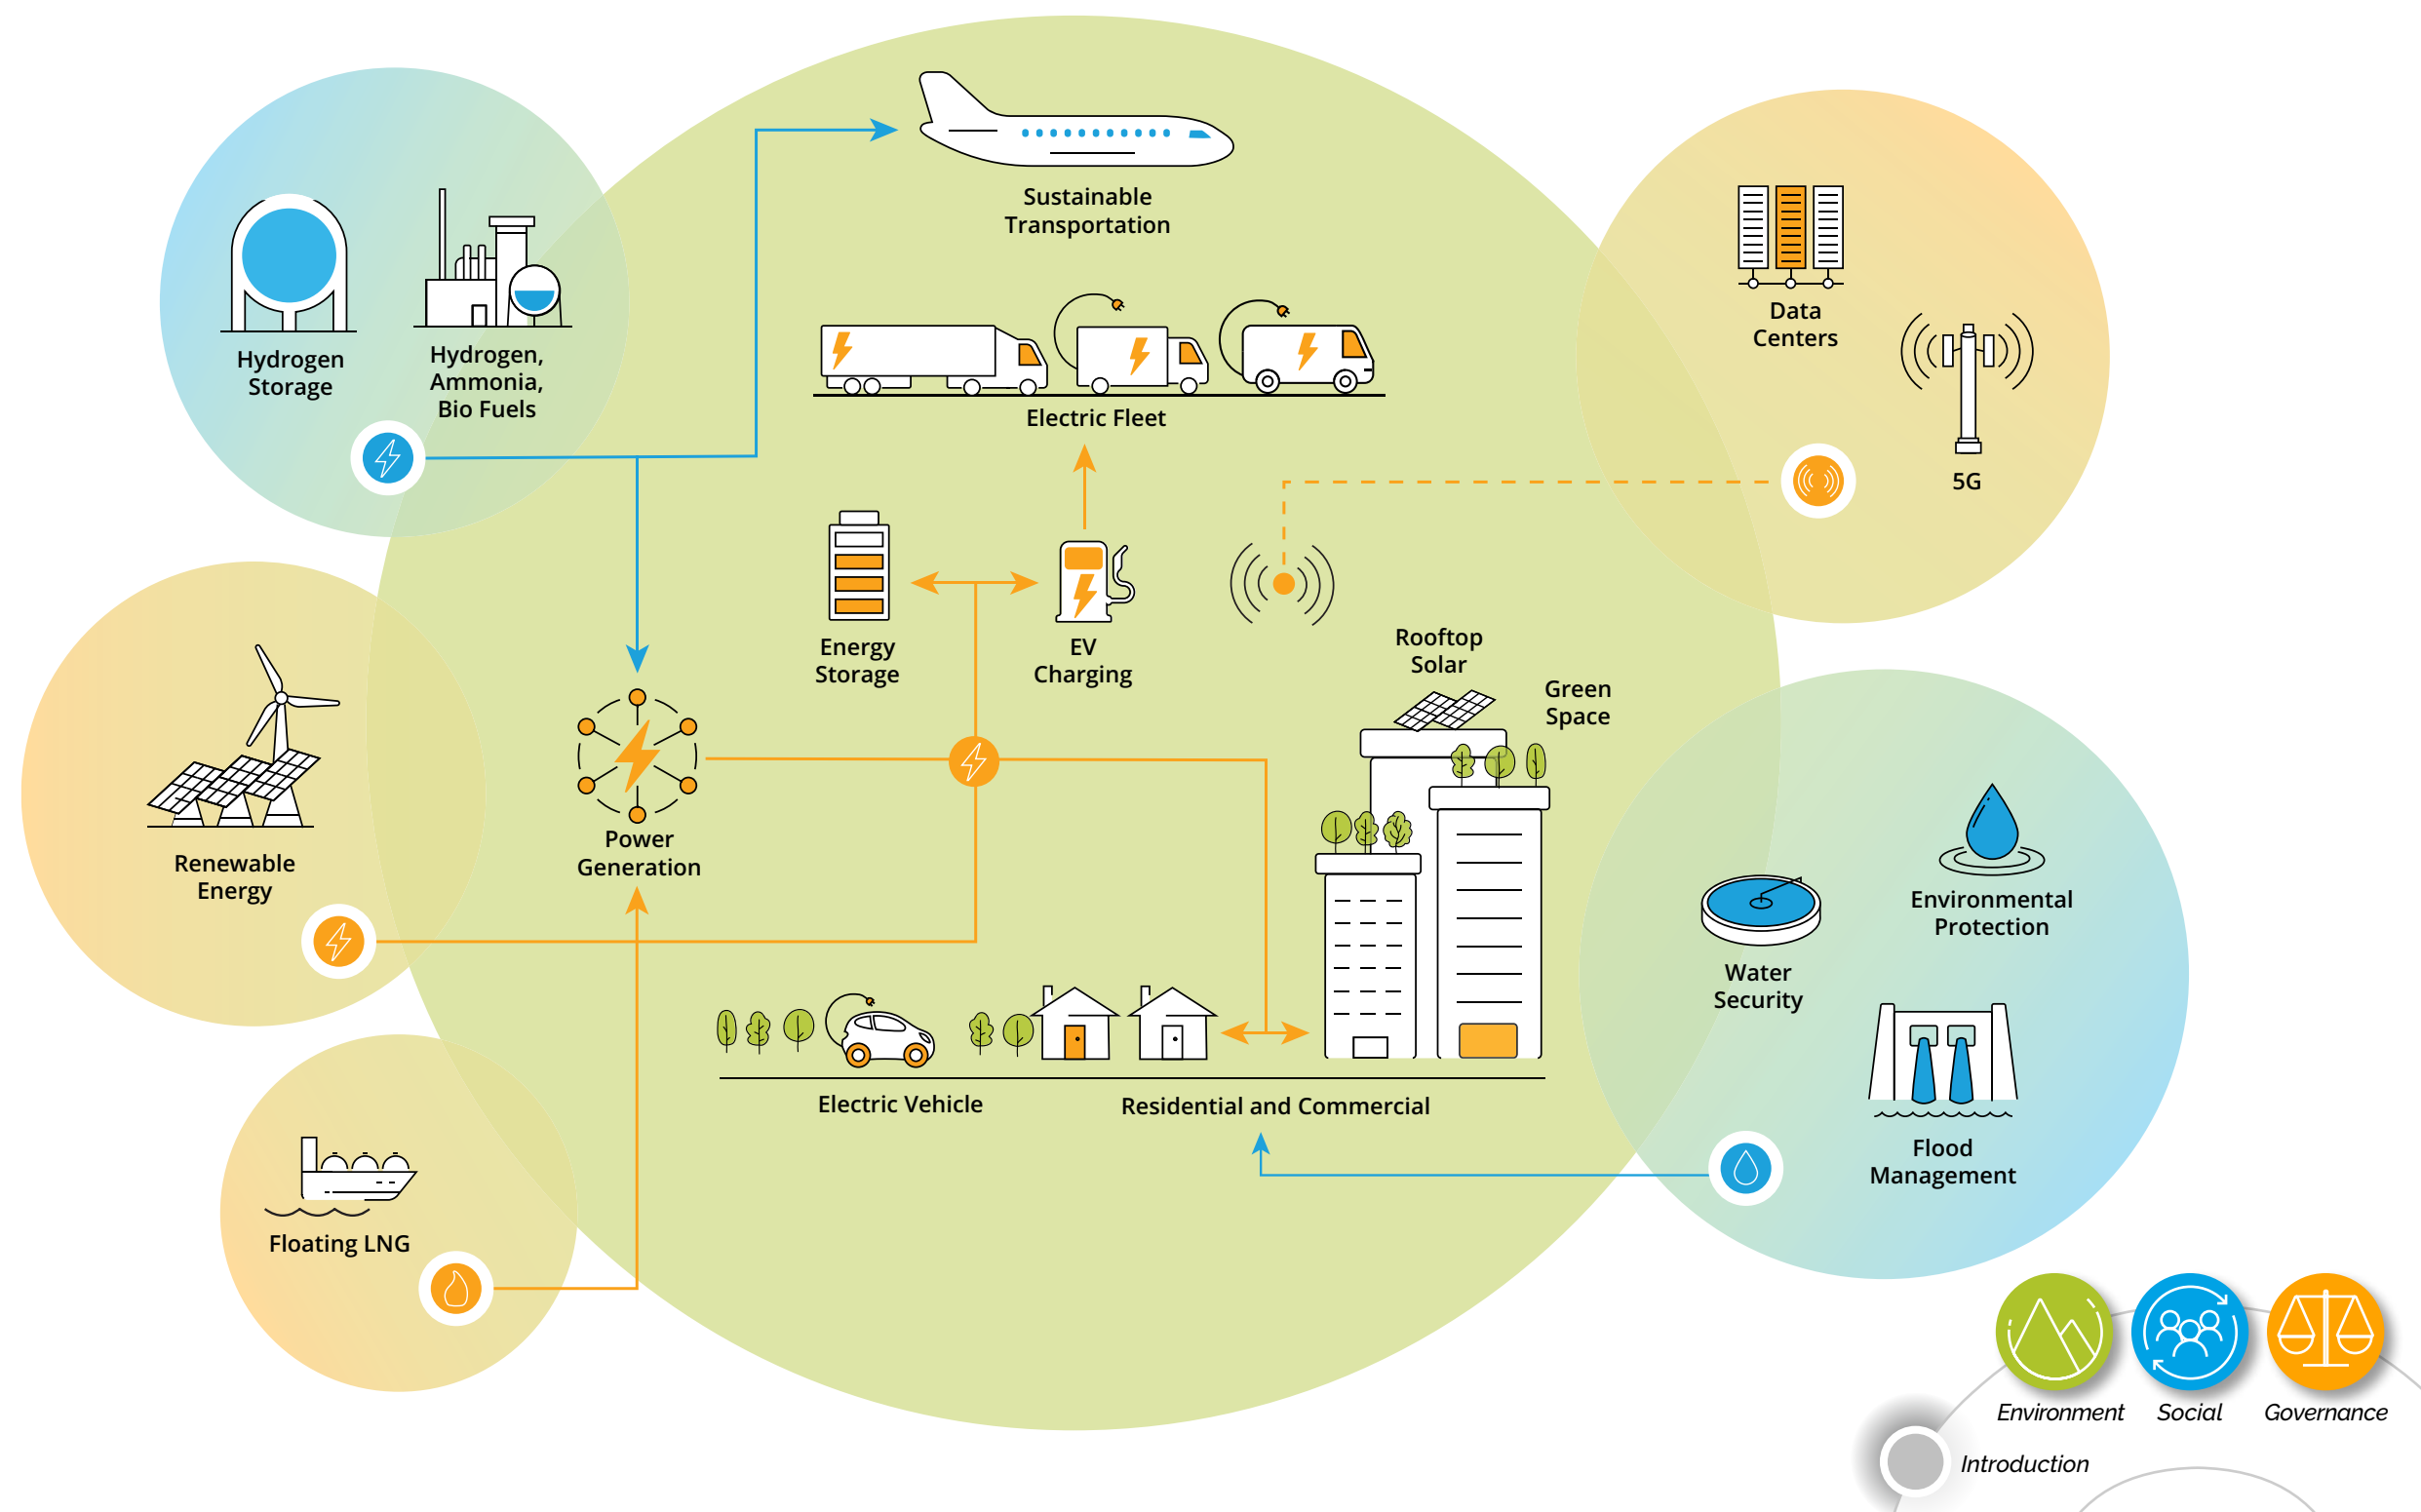 Sustainable
Transportation
Hydrogen
Storage
Hydrogen,
Ammonia,
Bio Fuels
Data
Centers
5G
Electric Fleet
Energy
Storage
EV
Charging
Rooftop
Solar
Green
Space
Power
Generation
Renewable
Energy
Environmental
Protection
Water
Security
Electric Vehicle
Residential and Commercial
Flood
Management
Floating LNG
Environment
Social
Governance
Introduction